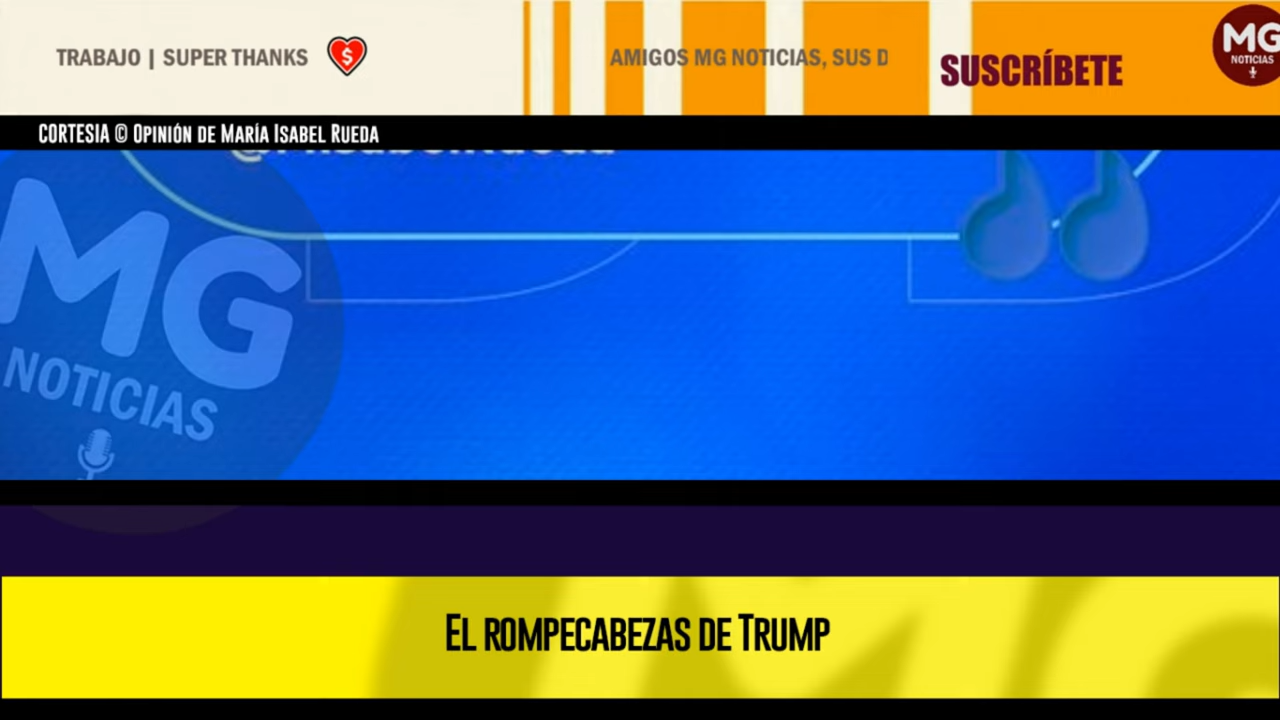 TRABAJO | SUPER THANKS
AMIGOS MG NOTICIAS, SUS D
SUSCRÍBETE
MG
NOTICIAS
CORTESIA © OPINIÓN DE MARÍA ISABEL RUEDA
MG
NOTICIAS
EL ROMPECABEZAS DE TRUMP